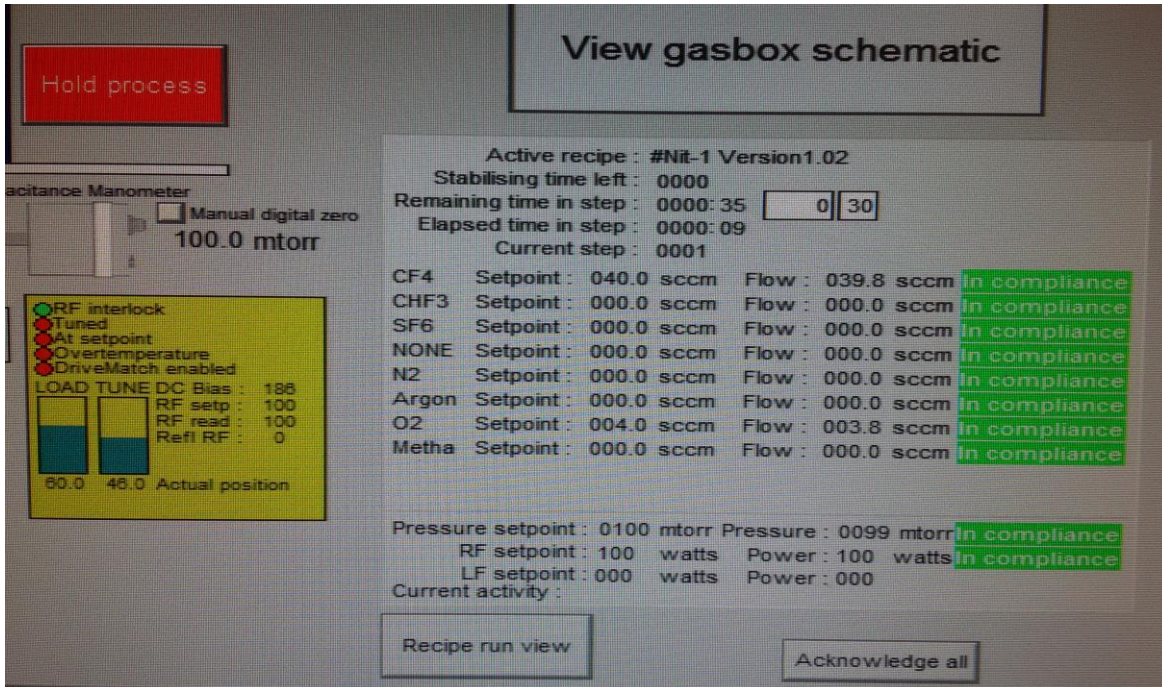 View gasbox schematic
Hold process
acitance Manometer
Manual digital zero
100.0 mtorr
RF interlock
Tuned
At setpoint
Overtemperature
DriveMatch enabled
LOAD TUNE DC Bias : 186
RF setp : 100
RF read : 100
Refl RF : 0
60.0 46.0 Actual position
Active recipe : #Nit-1 Version1.02
Stabilising time left : 0000
Remaining time in step : 0000:35 0 30
Elapsed time in step : 0000:09
Current step : 0001
CF4 Setpoint : 040.0 sccm Flow : 039.8 sccm In compliance
CHF3 Setpoint : 000.0 sccm Flow : 000.0 sccm In compliance
SF6 Setpoint : 000.0 sccm Flow : 000.0 sccm In compliance
NONE Setpoint : 000.0 sccm Flow : 000.0 sccm In compliance
N2 Setpoint : 000.0 sccm Flow : 000.0 sccm In compliance
Argon Setpoint : 000.0 sccm Flow : 000.0 sccm In compliance
O2 Setpoint : 004.0 sccm Flow : 003.8 sccm In compliance
Metha Setpoint : 000.0 sccm Flow : 000.0 sccm In compliance
Pressure setpoint : 0100 mtorr Pressure : 0099 mtorr In compliance
RF setpoint : 100 watts Power : 100 watts In compliance
LF setpoint : 000 watts Power : 000
Current activity :
Recipe run view
Acknowledge all